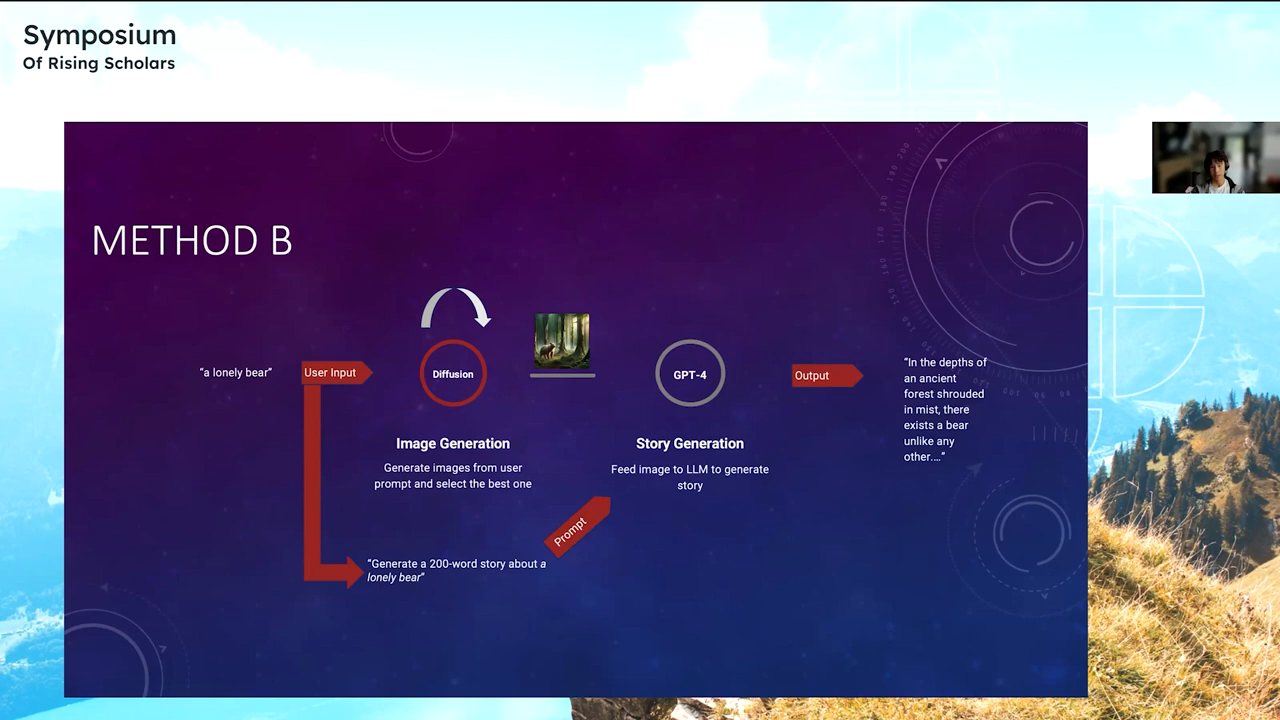 Symposium
Of Rising Scholars
METHOD B
"a lonely bear"
User Input
Diffusion
GPT-4
Output
Image Generation
Generate images from user
prompt and select the best one
Story Generation
Feed image to LLM to generate
story
Prompt
"Generate a 200-word story about a
lonely bear"
"In the depths of
an ancient
forest shrouded
in mist, there
exists a bear
unlike any
other...."